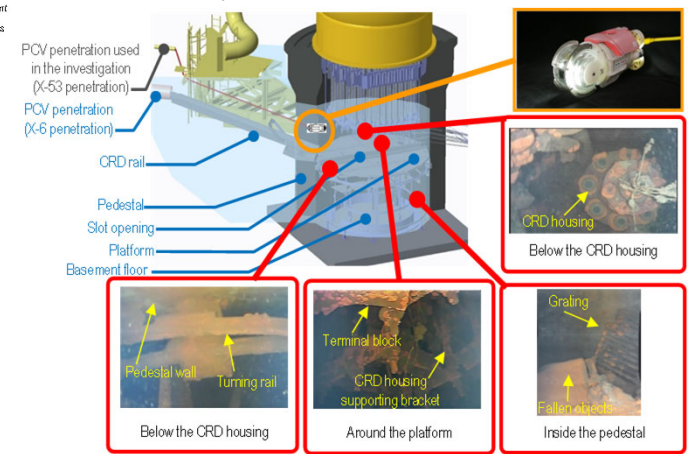 nt
s
PCV penetration used
in the investigation
(X-53 penetration)
PCV penetration
(X-6 penetration)
CRD rail
Pedestal
Slot opening
Platform
Basement floor
CRD housing
Below the CRD housing
Pedestal wall
Turning rail
Below the CRD housing
Terminal block
CRD housing
supporting bracket
Around the platform
Grating
Fallen objects
Inside the pedestal